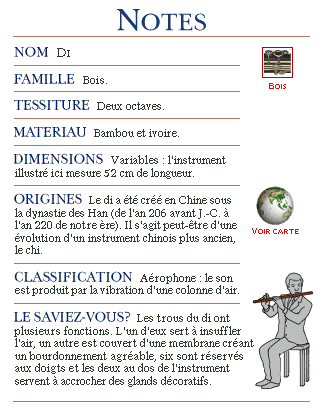 NOTES
NOM Di
FAMILLE Bois.
Bois
TESSITURE Deux octaves.
MATERIAU Bambou et ivoire.
DIMENSIONS Variables : l'instrument
illustré ici mesure 52 cm de longueur.
ORIGINES Le di a été créé en Chine sous
la dynastie des Han (de l'an 206 avant J.-C. à
l'an 220 de notre ère). Il s'agit peut-être d'une
évolution d'un instrument chinois plus ancien,
le chi.
VOIR CARTE
CLASSIFICATION Aérophone : le son
est produit par la vibration d'une colonne d'air.
LE SAVIEZ-VOUS? Les trous du di ont
plusieurs fonctions. L'un d'eux sert à insuffler
l'air, un autre est couvert d'une membrane créant
un bourdonnement agréable, six sont réservés
aux doigts et les deux au dos de l'instrument
servent à accrocher des glands décoratifs.